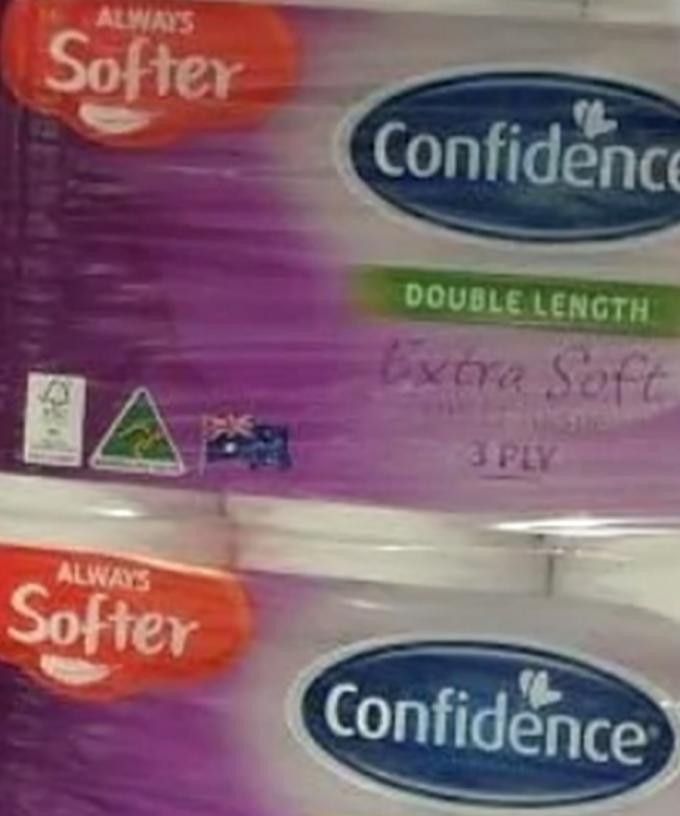 ALWAYS
Softer
Confidence
DOUBLE LENGTH
Extra Soft
3 PLY
ALWAYS
Softer
Confidence